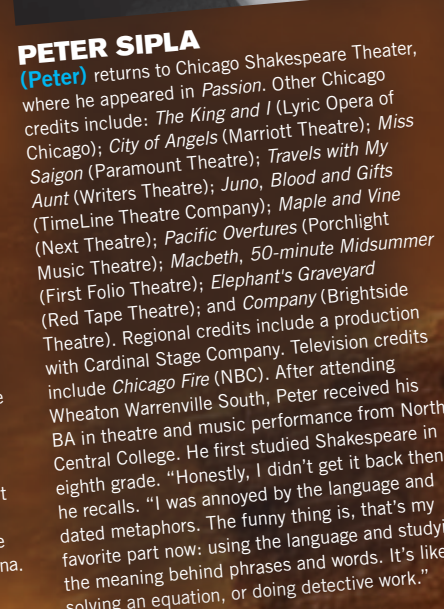 PETER SIPLA
(Peter) returns to Chicago Shakespeare Theater,
where he appeared in Passion. Other Chicago
credits include: The King and I (Lyric Opera of
Chicago); City of Angels (Marriott Theatre); Miss
Saigon (Paramount Theatre); Travels with My
Aunt (Writers Theatre); Juno, Blood and Gifts
(TimeLine Theatre Company); Maple and Vine
(Next Theatre); Pacific Overtures (Porchlight
Music Theatre); Macbeth, 50-minute Midsummer
(First Folio Theatre); Elephant's Graveyard
(Red Tape Theatre); and Company (Brightside
Theatre). Regional credits include a production
with Cardinal Stage Company. Television credits
include Chicago Fire (NBC). After attending
Wheaton Warrenville South, Peter received his
BA in theatre and music performance from North
Central College. He first studied Shakespeare in
eighth grade. “Honestly, I didn’t get it back then
he recalls. “I was annoyed by the language and
dated metaphors. The funny thing is, that’s my
favorite part now: using the language and studyi
the meaning behind phrases and words. It’s like
solving an equation, or doing detective work.”
na.